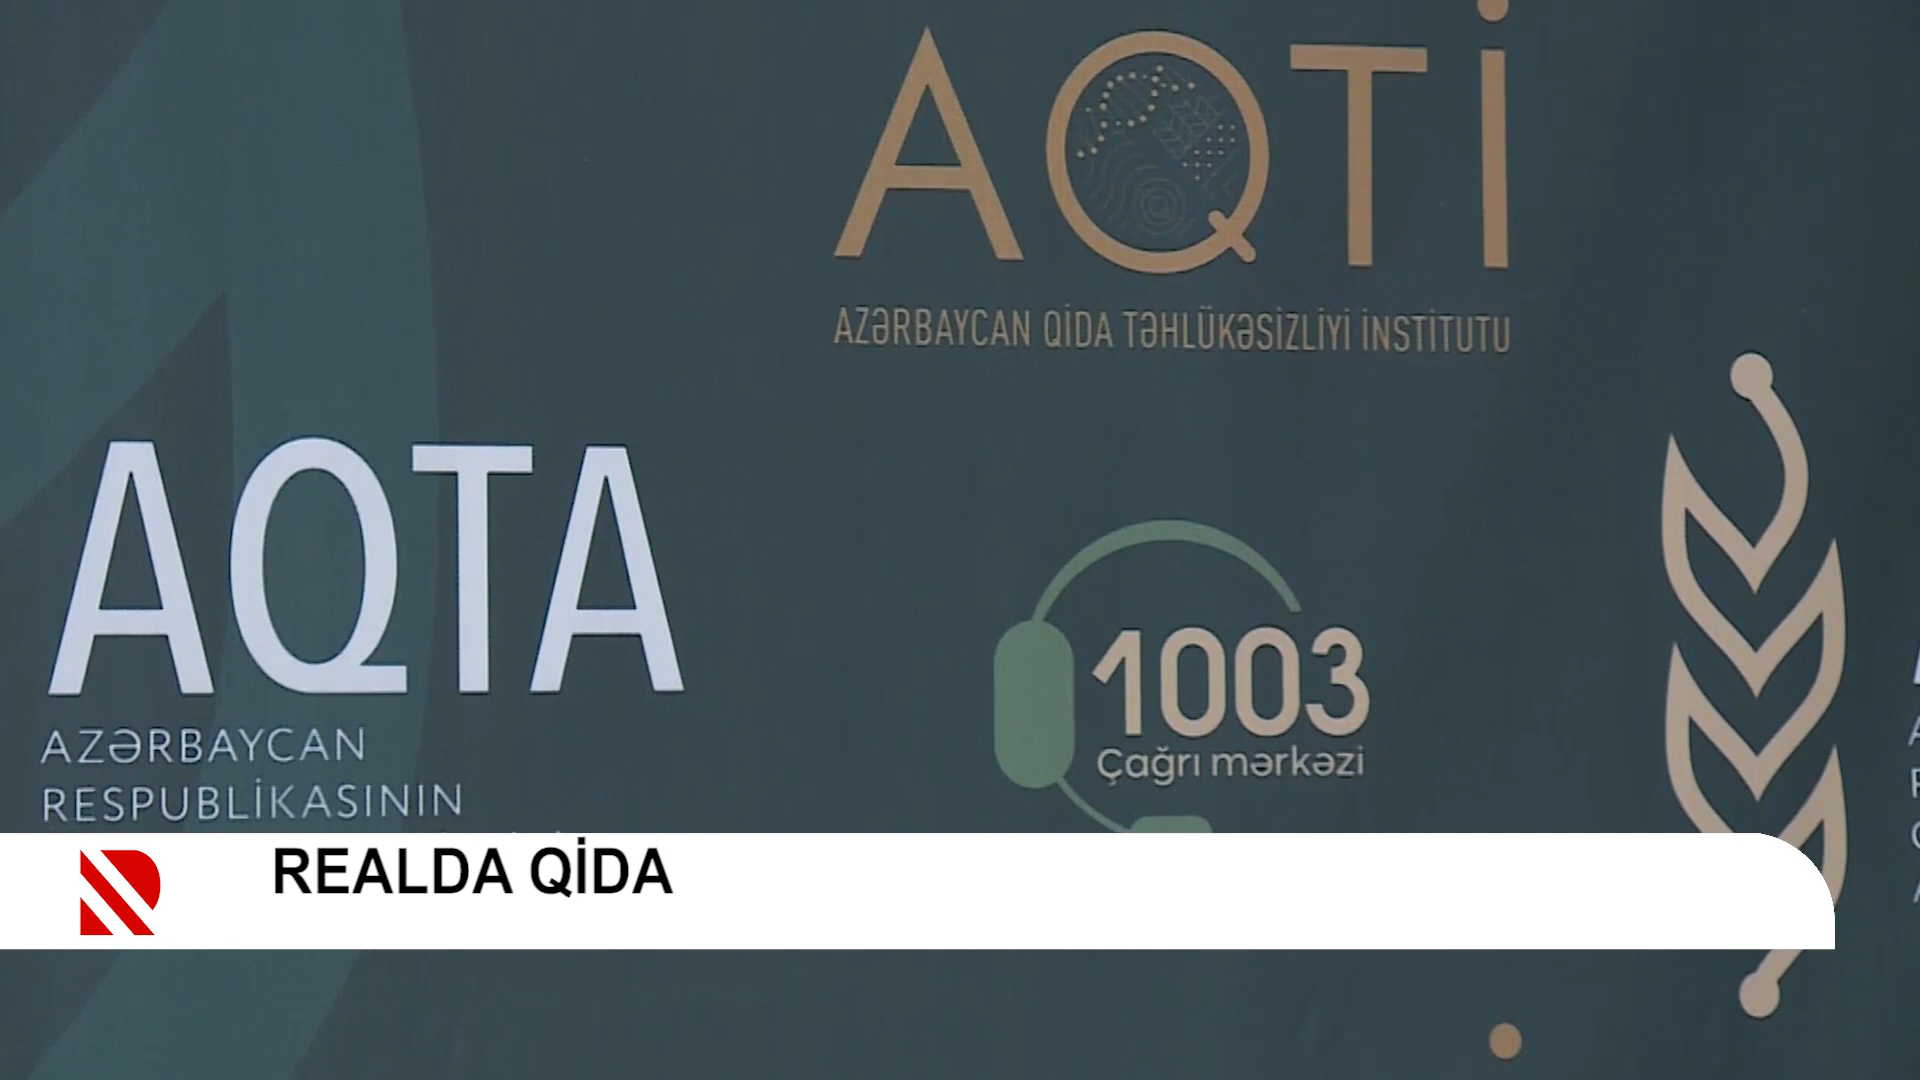 AQTİ
AZƏRBAYCAN QİDA TƏHLÜKƏSİZLİYİ İNSTİTUTU
AQTA
AZƏRBAYCAN
RESPUBLİKASININ
1003
Çağrı mərkəzi
REALDA QİDA